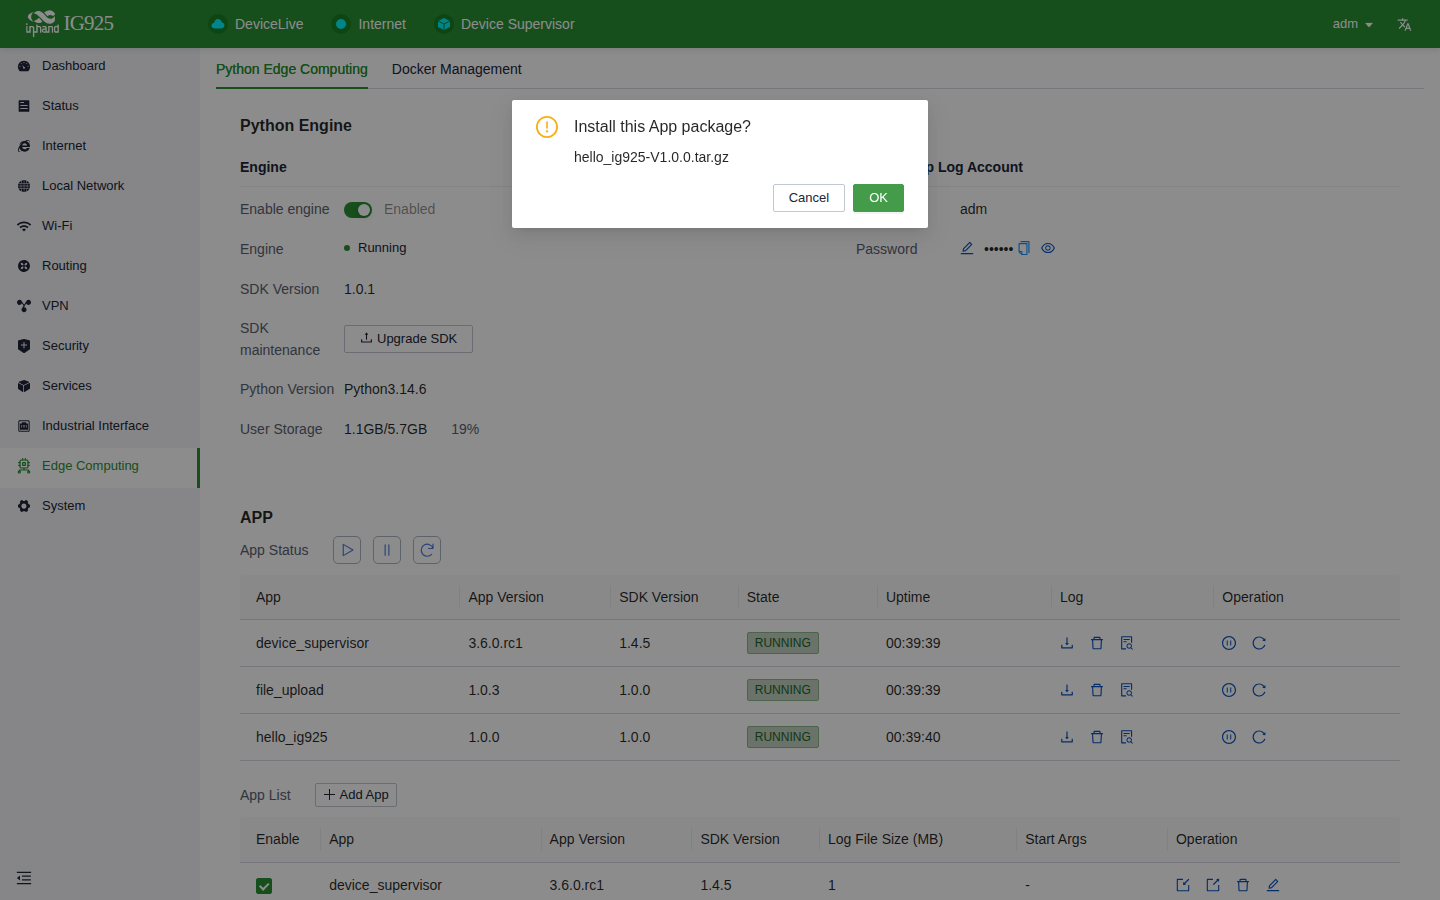 inhand IG925
DeviceLive
Internet
Device Supervisor
adm
Dashboard
Status
Internet
Local Network
Wi-Fi
Routing
VPN
Security
Services
Industrial Interface
Edge Computing
System
Python Edge Computing
Docker Management
Install this App package?
hello_ig925-V1.0.0.tar.gz
Cancel
OK
Python Engine
Engine
Log Account
Enable engine
Enabled
adm
Engine
Running
Password
••••••
SDK Version
1.0.1
SDK
maintenance
Upgrade SDK
Python Version
Python3.14.6
User Storage
1.1GB/5.7GB
19%
APP
App Status
App
App Version
SDK Version
State
Uptime
Log
Operation
device_supervisor
3.6.0.rc1
1.4.5
RUNNING
00:39:39
file_upload
1.0.3
1.0.0
RUNNING
00:39:39
hello_ig925
1.0.0
1.0.0
RUNNING
00:39:40
App List
Add App
Enable
App
App Version
SDK Version
Log File Size (MB)
Start Args
Operation
device_supervisor
3.6.0.rc1
1.4.5
1
-